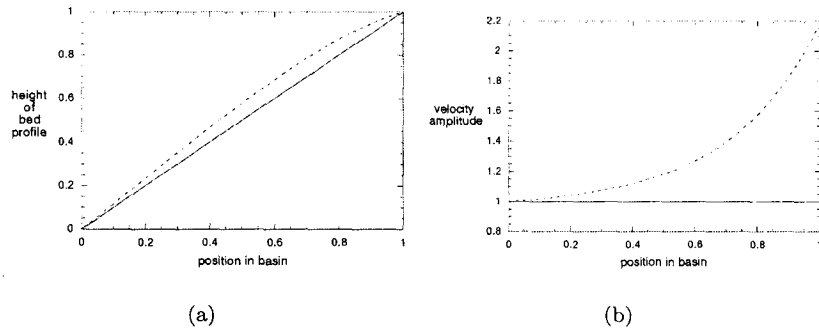 1
0.8
0.6
0.4
0.2
0
height
of
bed
profile
0 0.2 0.4 0.6 0.8 1
position in basin
(a)
2.2
2
1.8
1.6
1.4
1.2
1
0.8
velocity
amplitude
0 0.2 0.4 0.6 0.8 1
position in basin
(b)